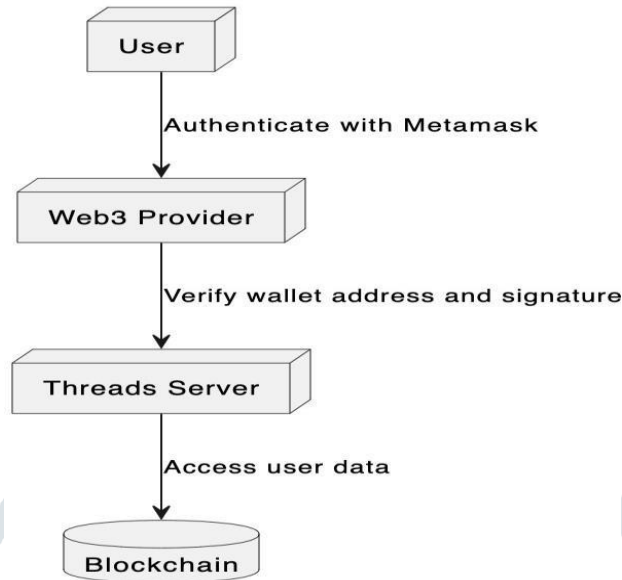 User
Authenticate with Metamask
Web3 Provider
Verify wallet address and signature
Threads Server
Access user data
Blockchain